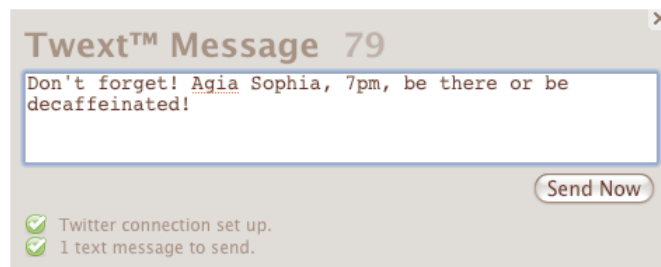 Twext™ Message 79
Don't forget! Agia Sophia, 7pm, be there or be
decaffeinated!
Send Now
Twitter connection set up.
1 text message to send.